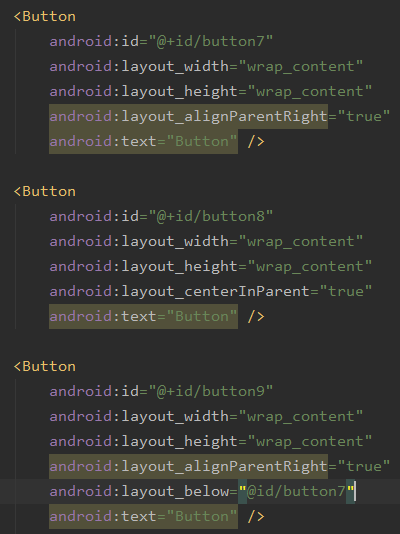 <Button
android:id="@+id/button7"
android:layout_width="wrap_content"
android:layout_height="wrap_content"
android:layout_alignParentRight="true"
android:text="Button" />
<Button
android:id="@+id/button8"
android:layout_width="wrap_content"
android:layout_height="wrap_content"
android:layout_centerInParent="true"
android:text="Button" />
<Button
android:id="@+id/button9"
android:layout_width="wrap_content"
android:layout_height="wrap_content"
android:layout_alignParentRight="true"
android:layout_below="@id/button7"
android:text="Button" />